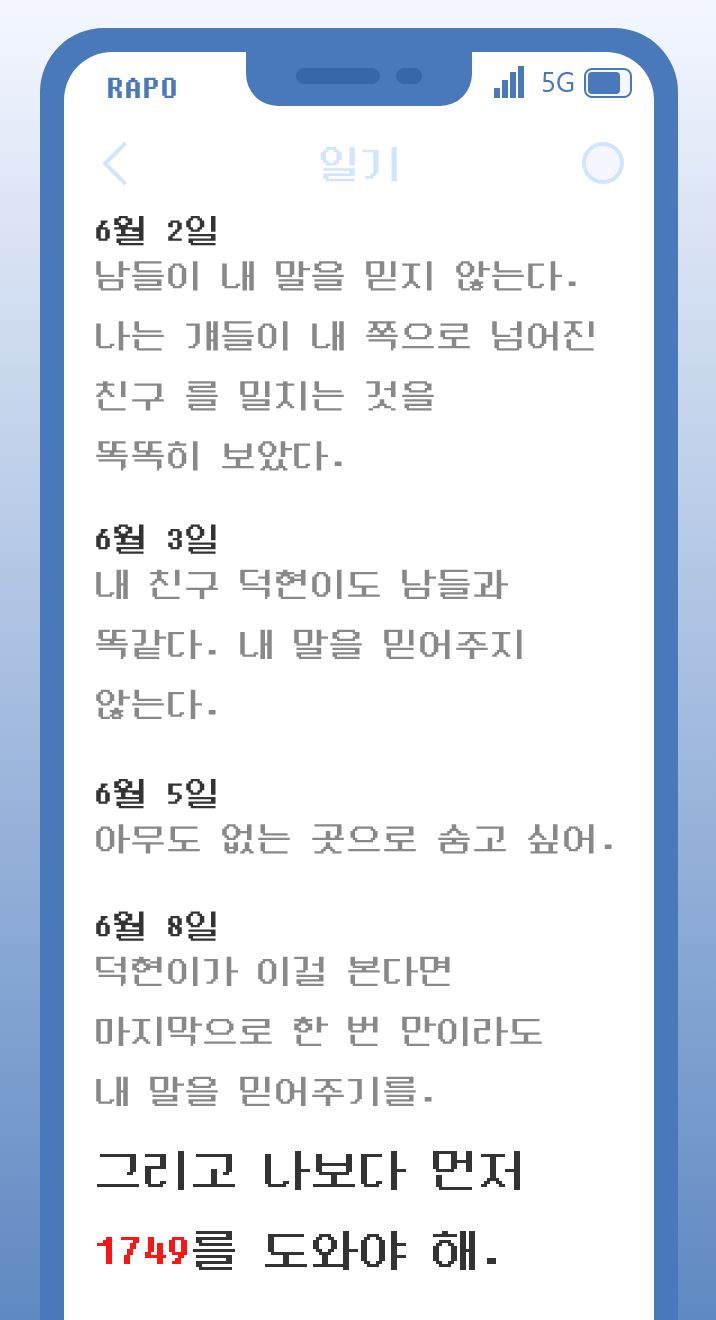 RAPO
5G
일기
6월 2일
남들이 내 말을 믿지 않는다.
나는 걔들이 내 쪽으로 넘어진
친구 를 밀치는 것을
똑똑히 보았다.
6월 3일
내 친구 덕현이도 남들과
똑같다. 내 말을 믿어주지
않는다.
6월 5일
아무도 없는 곳으로 숨고 싶어.
6월 8일
덕현이가 이걸 본다면
마지막으로 한 번 만이라도
내 말을 믿어주기를.
그리고 나보다 먼저
1749를 도와야 해.